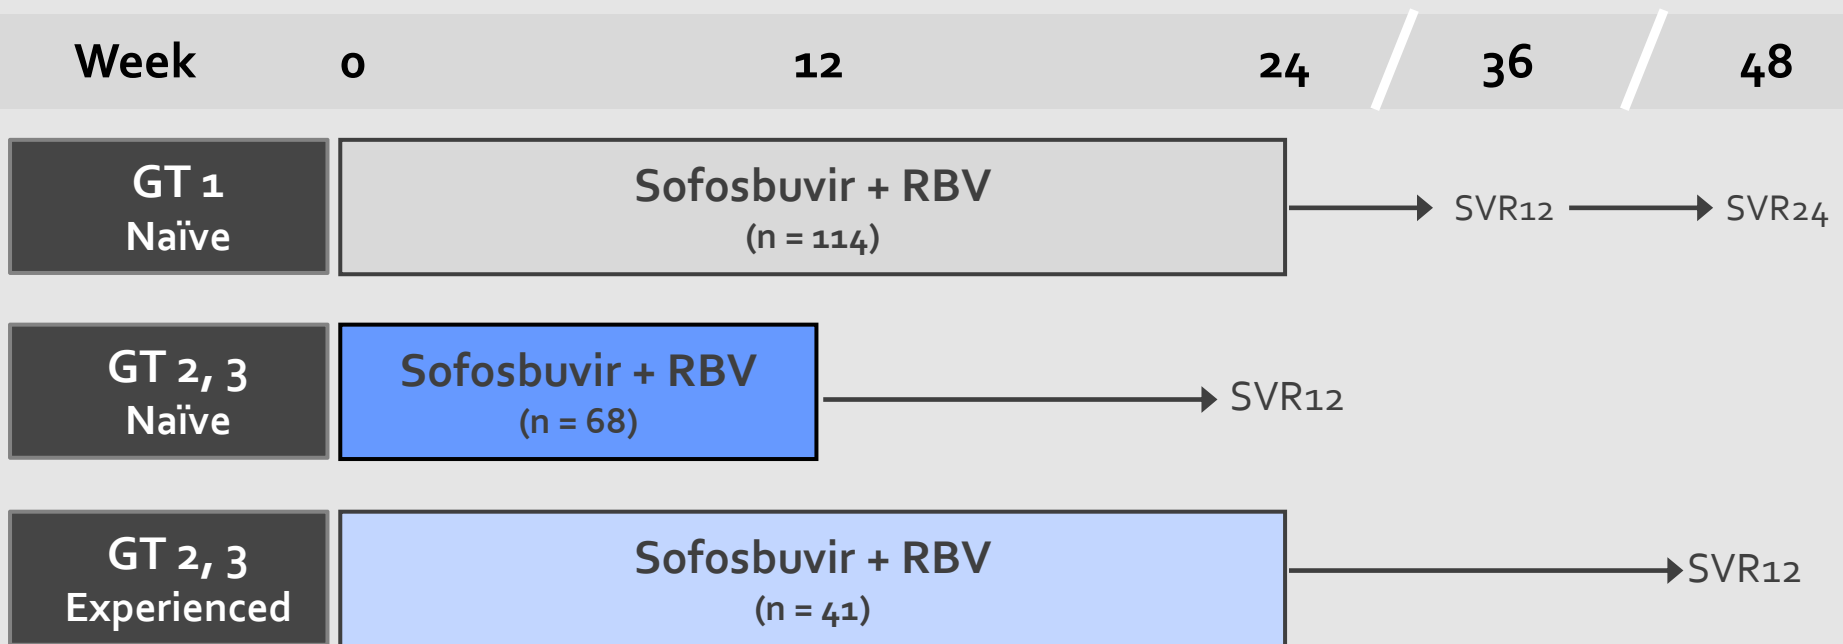 Week 0 12 24 36 48
GT 1
Naïve
Sofosbuvir + RBV
(n = 114)
SVR12
SVR24
GT 2, 3
Naïve
Sofosbuvir + RBV
(n = 68)
SVR12
GT 2, 3
Experienced
Sofosbuvir + RBV
(n = 41)
SVR12